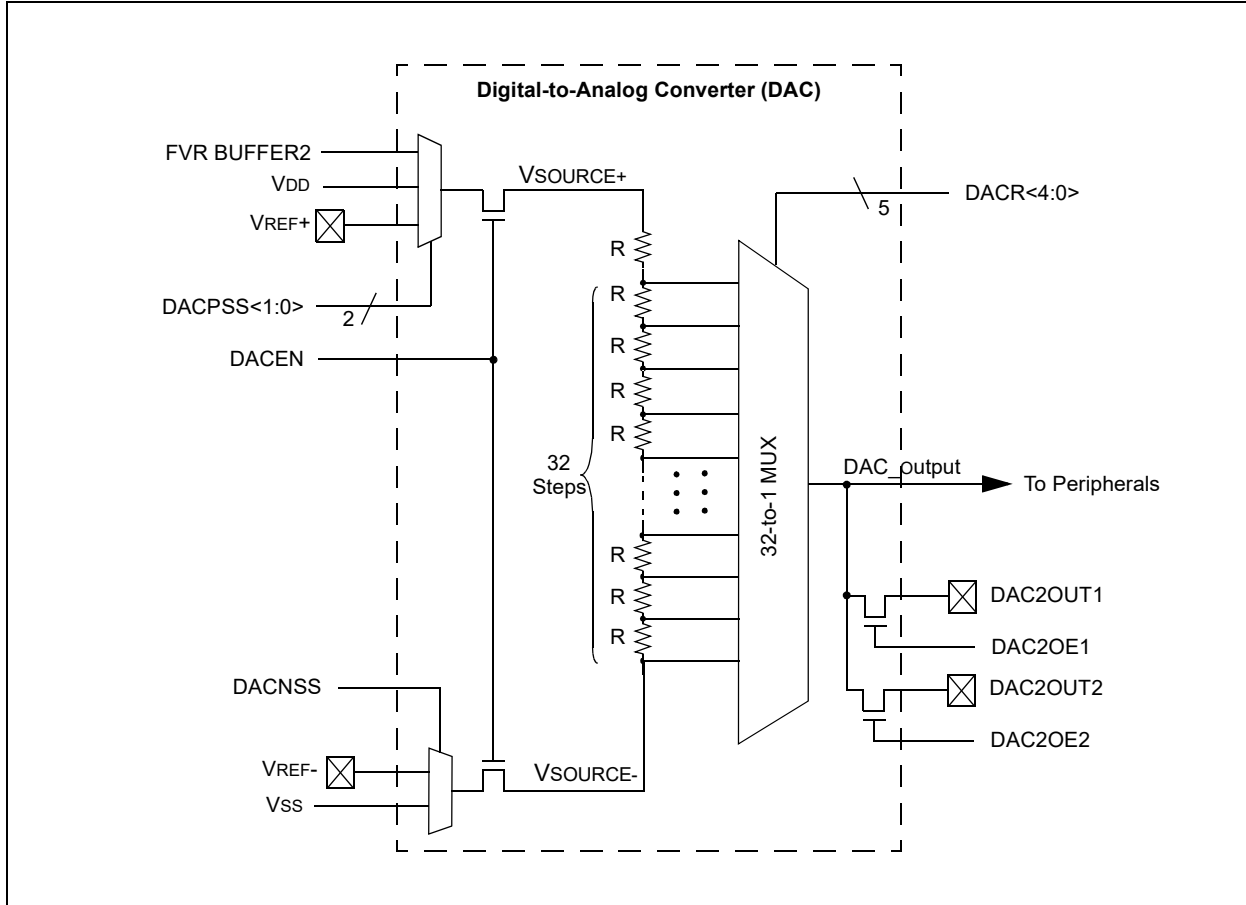 Digital-to-Analog Converter (DAC)
FVR BUFFER2
VDD
VREF+
VSOURCE+
5
DACR<4:0>
R
DACPSS<1:0>
2
R
DACEN
R
R
R
32
Steps
32-to-1 MUX
DAC_output
To Peripherals
R
R
R
DAC2OUT1
DAC2OE1
DACNSS
DAC2OUT2
DAC2OE2
VREF-
VSOURCE-
VSS